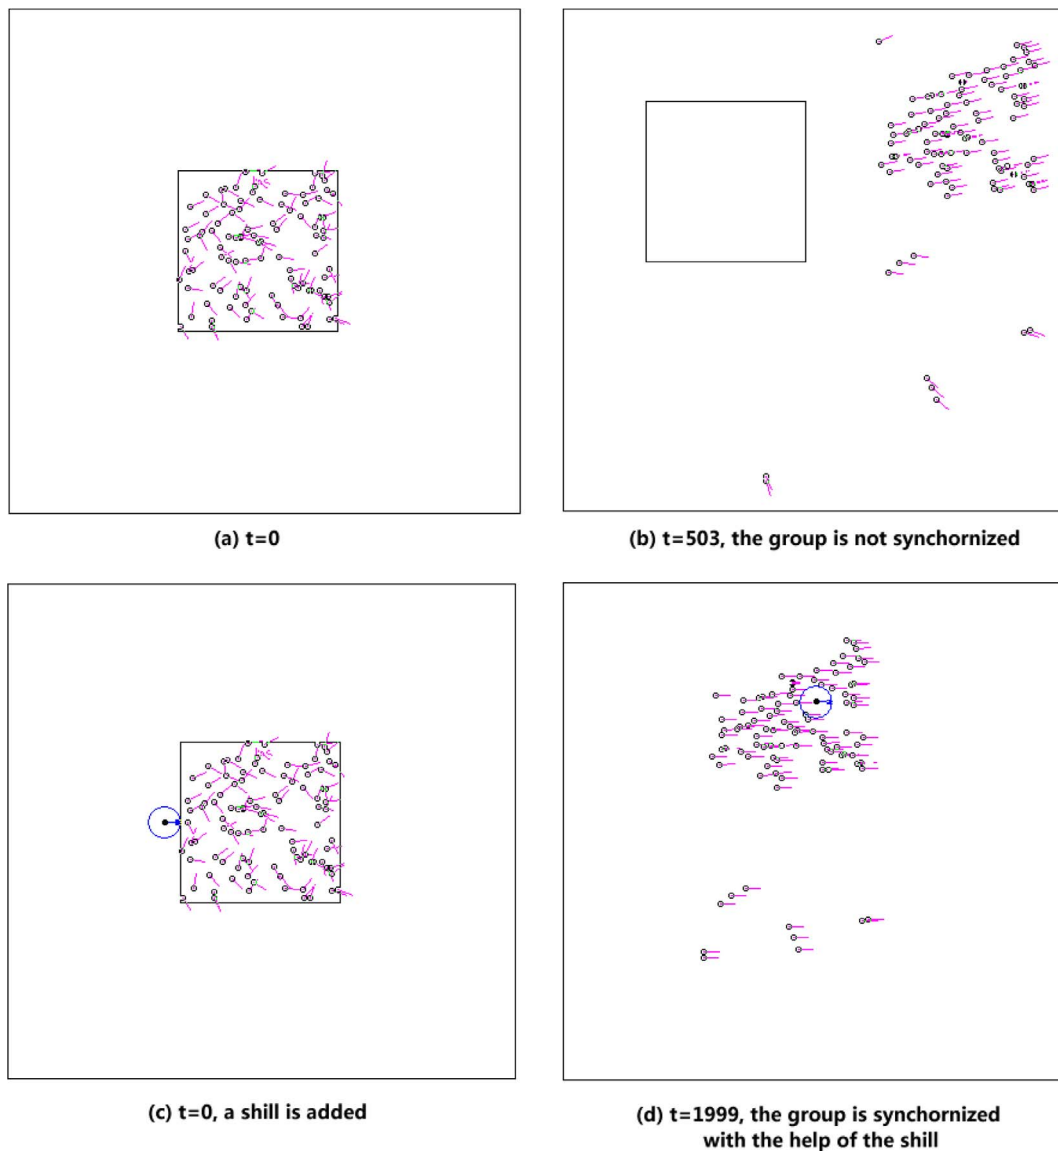 (a) t=0
(b) t=503, the group is not synchornized
(c) t=0, a shill is added
(d) t=1999, the group is synchornized
with the help of the shill